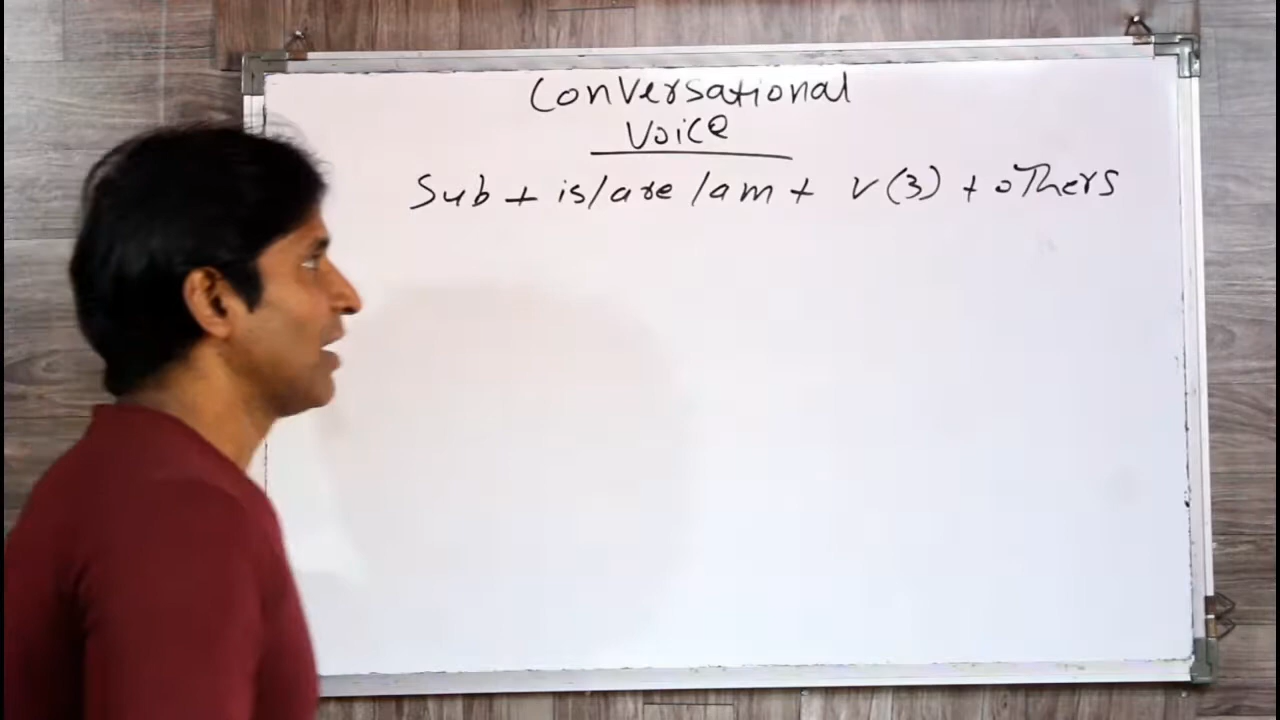 Conversational
Voice
Sub + is/are/am + v(3) + others